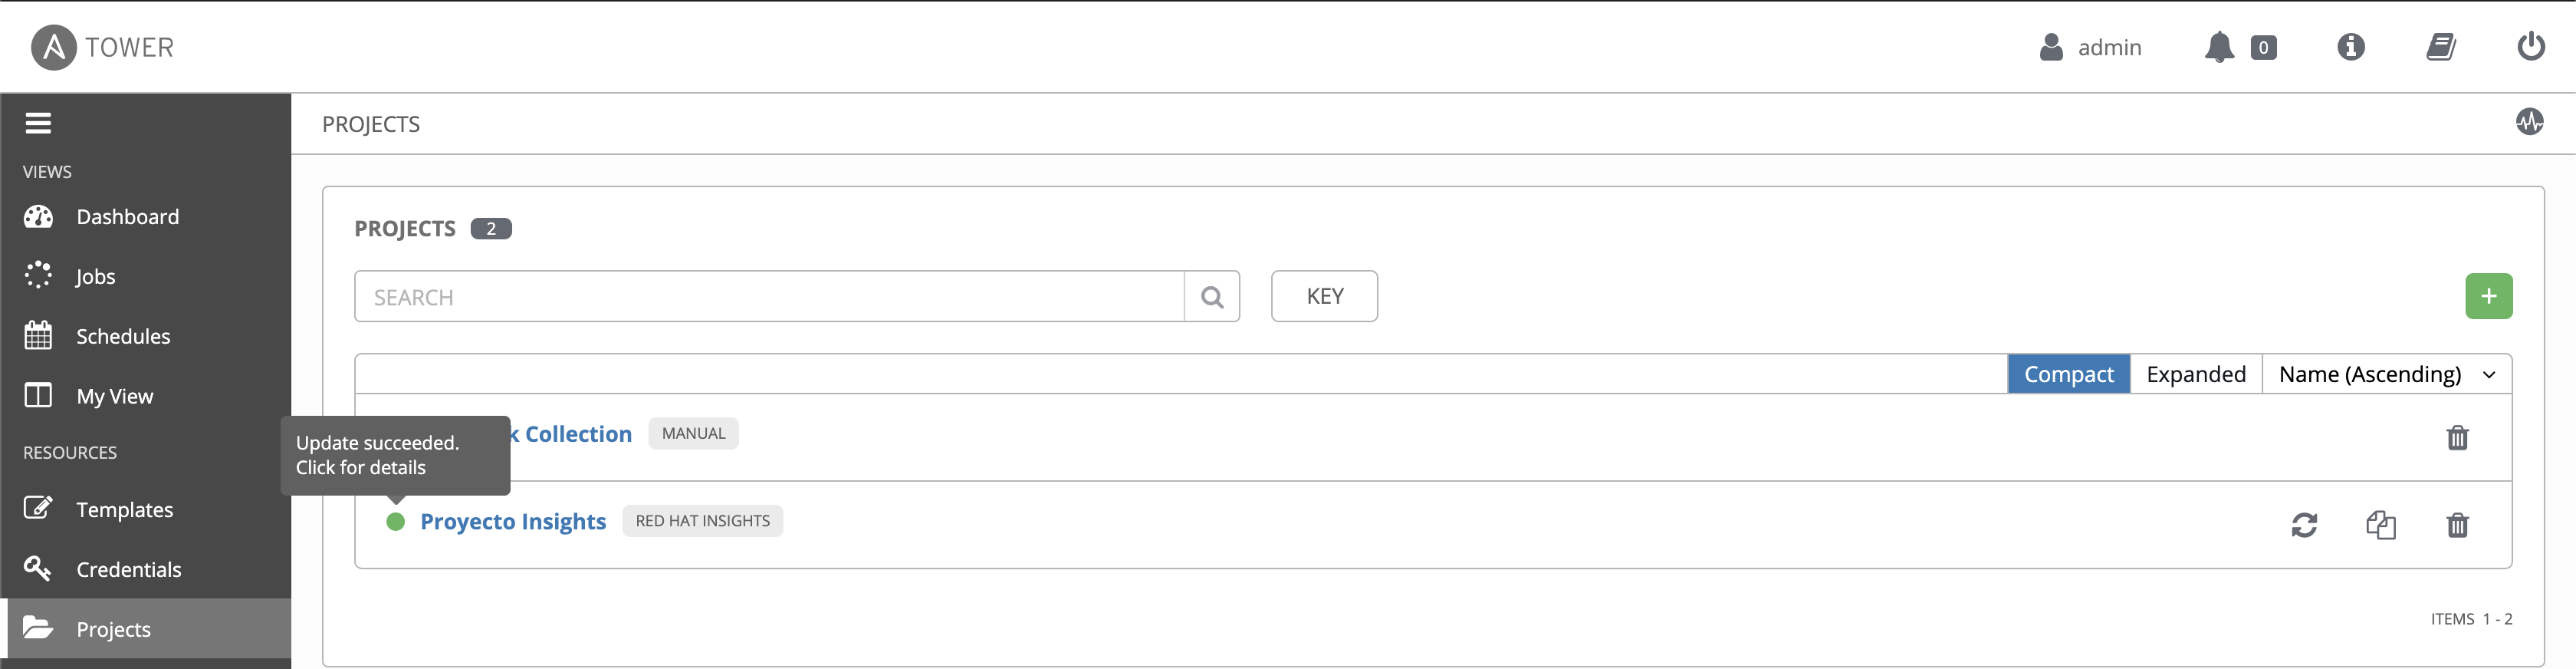 TOWER
admin
0
VIEWS
Dashboard
Jobs
Schedules
My View
RESOURCES
Templates
Credentials
Projects
PROJECTS
PROJECTS 2
SEARCH
KEY
+
Compact Expanded Name (Ascending)
Update succeeded.
Click for details
k Collection MANUAL
Proyecto Insights RED HAT INSIGHTS
ITEMS 1 - 2